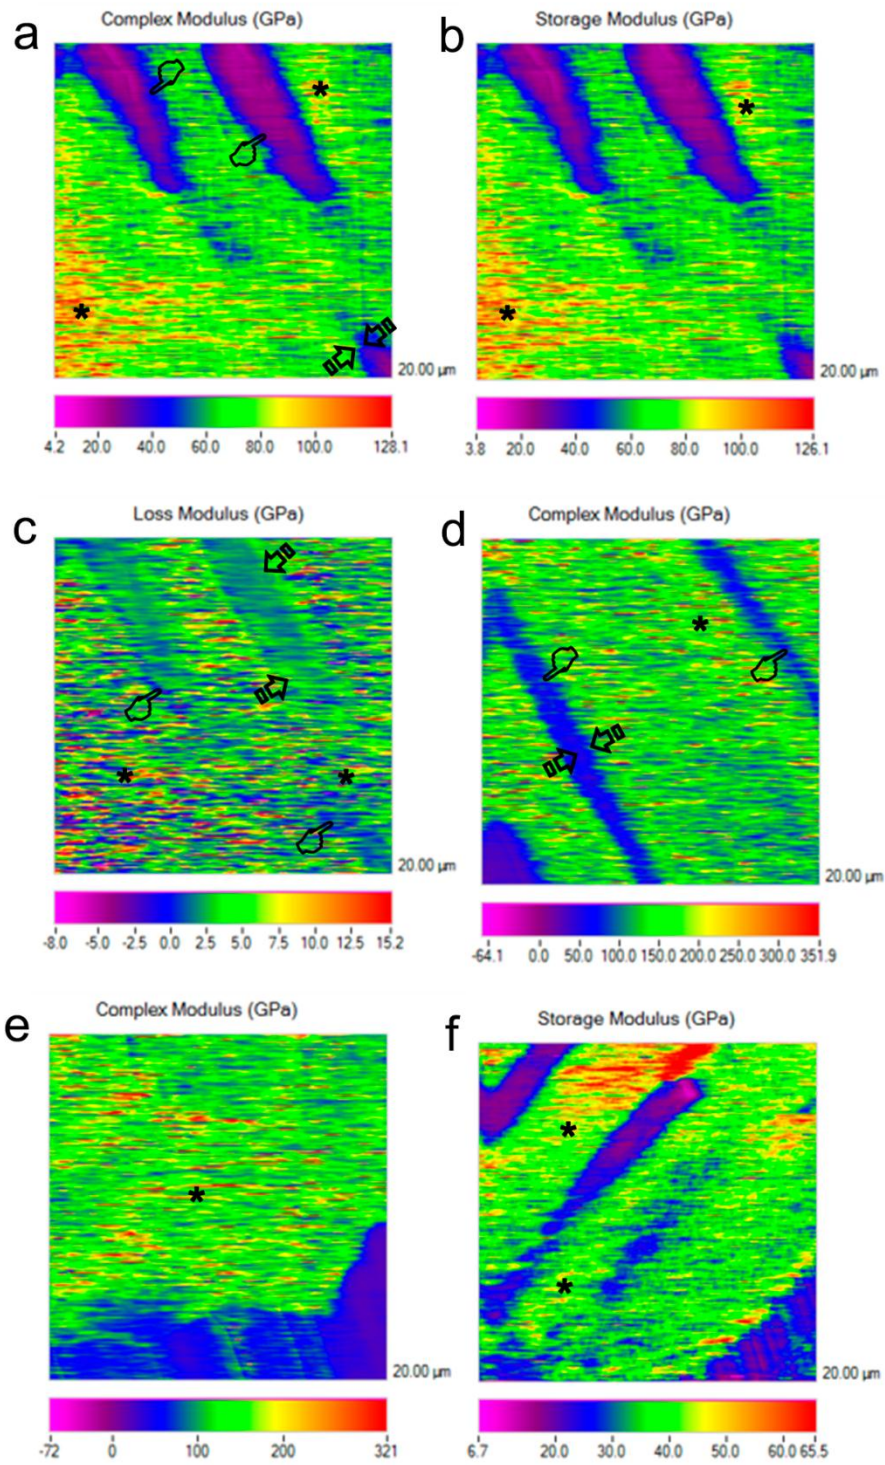 a
Complex Modulus (GPa)
*
*
20.00 µm
4.2 20.0 40.0 60.0 80.0 100.0 128.1
b
Storage Modulus (GPa)
*
*
20.00 µm
3.8 20.0 40.0 60.0 80.0 100.0 126.1
c
Loss Modulus (GPa)
*
*
20.00 µm
-8.0 -5.0 -2.5 0.0 2.5 5.0 7.5 10.0 12.5 15.2
d
Complex Modulus (GPa)
*
20.00 µm
-64.1 0.0 50.0 100.0 150.0 200.0 250.0 300.0 351.9
e
Complex Modulus (GPa)
*
20.00 µm
-72 0 100 200 321
f
Storage Modulus (GPa)
*
*
20.00 µm
6.7 20.0 30.0 40.0 50.0 60.0 65.5